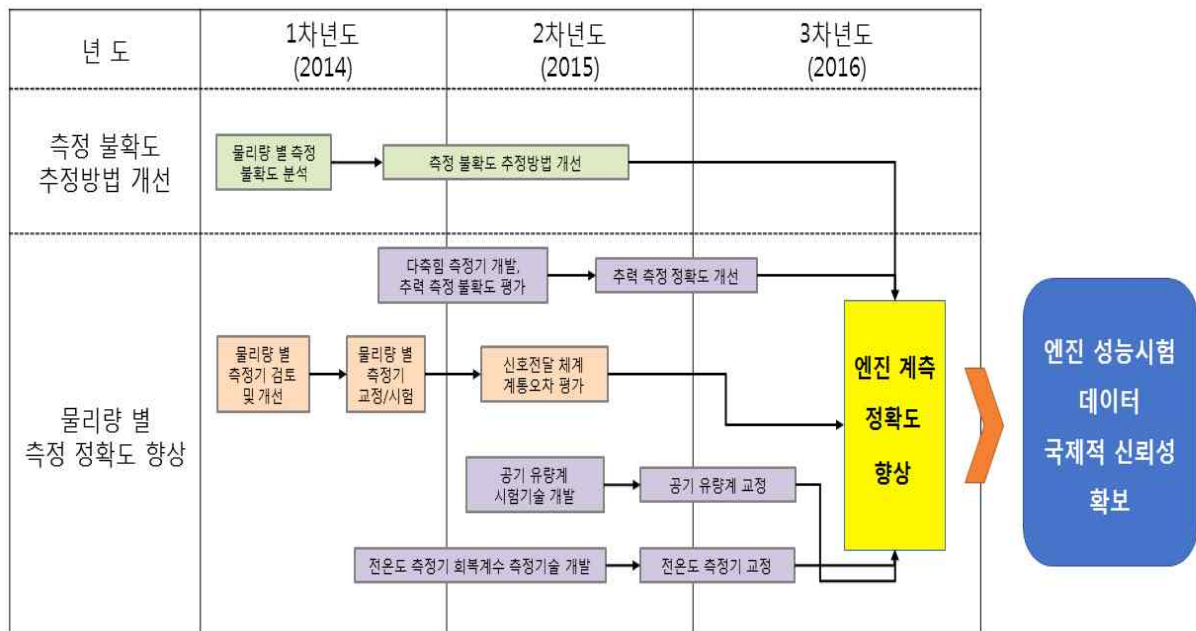 년 도
1차년도
(2014)
2차년도
(2015)
3차년도
(2016)
측정 불확도
추정방법 개선
물리량 별 측정
불확도 분석
측정 불확도 추정방법 개선
물리량 별
측정 정확도 향상
다축힘 측정기 개발,
추력 측정 불확도 평가
추력 측정 정확도 개선
물리량 별
측정기 검토
및 개선
물리량 별
측정기
교정/시험
신호전달 체계
계통오차 평가
공기 유량계
시험기술 개발
공기 유량계 교정
전온도 측정기 회복계수 측정기술 개발
전온도 측정기 교정
엔진 계측
정확도
향상
엔진 성능시험
데이터
국제적 신뢰성
확보